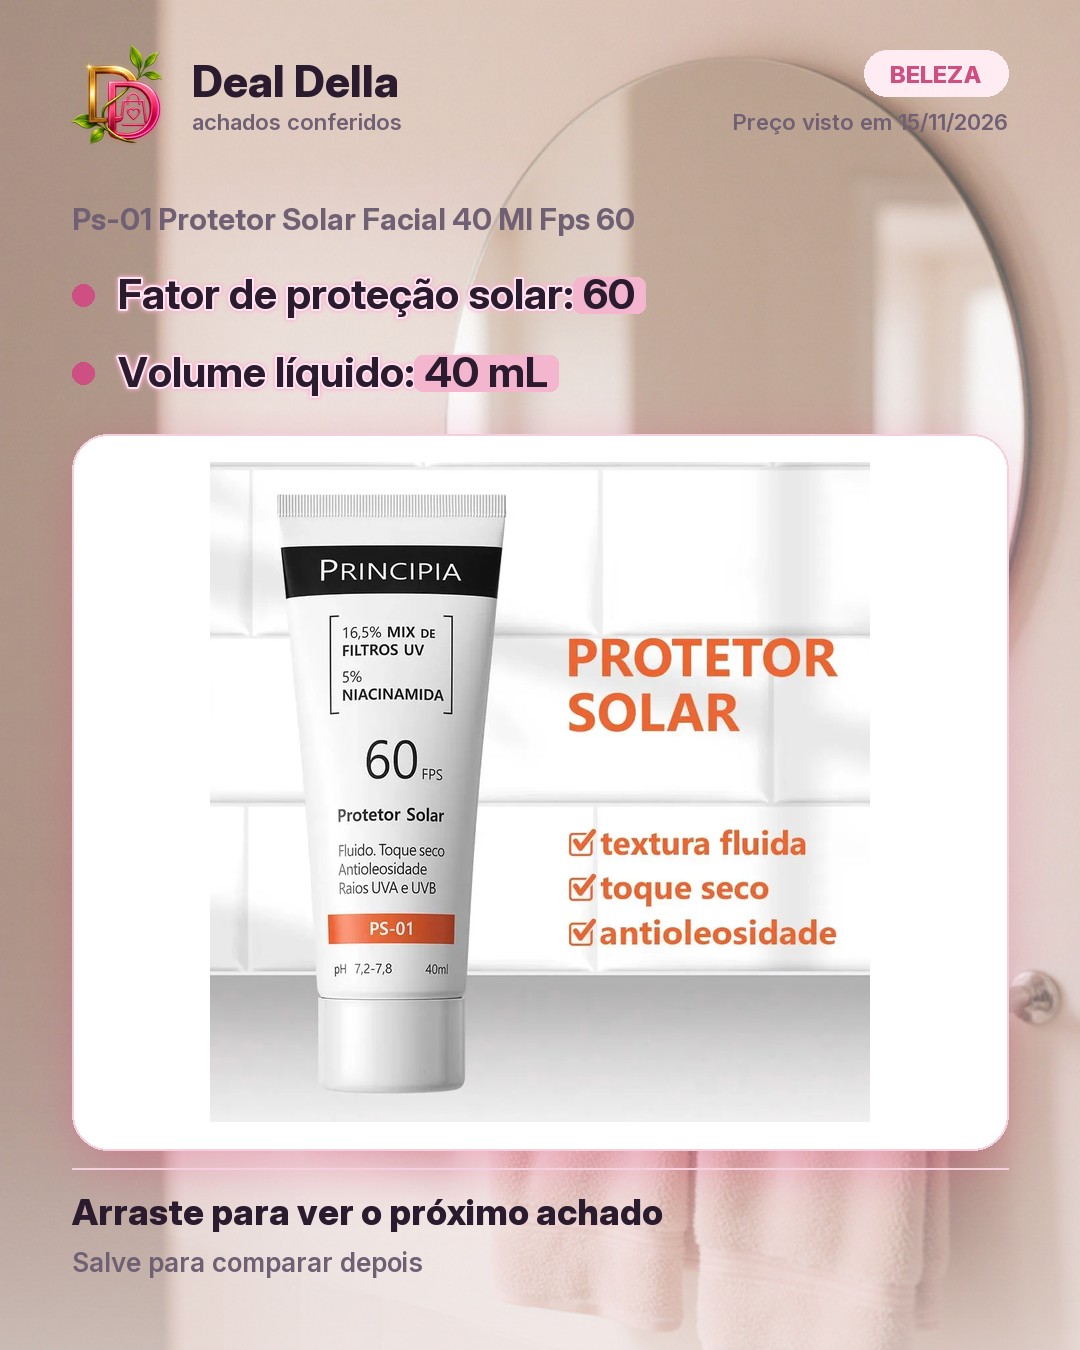 Deal Della
achados conferidos
BELEZA
Preço visto em 15/11/2026
Ps-01 Protetor Solar Facial 40 Ml Fps 60
Fator de proteção solar: 60
Volume líquido: 40 mL
PRINCIPIA
16,5% MIX DE
FILTROS UV
5%
NIACINAMIDA
60 FPS
Protetor Solar
Fluido. Toque seco
Antioleosidade
Raios UVA e UVB
PS-01
pH 7,2-7,8 40ml
PROTETOR
SOLAR
textura fluida
toque seco
antioleosidade
Arraste para ver o próximo achado
Salve para comparar depois